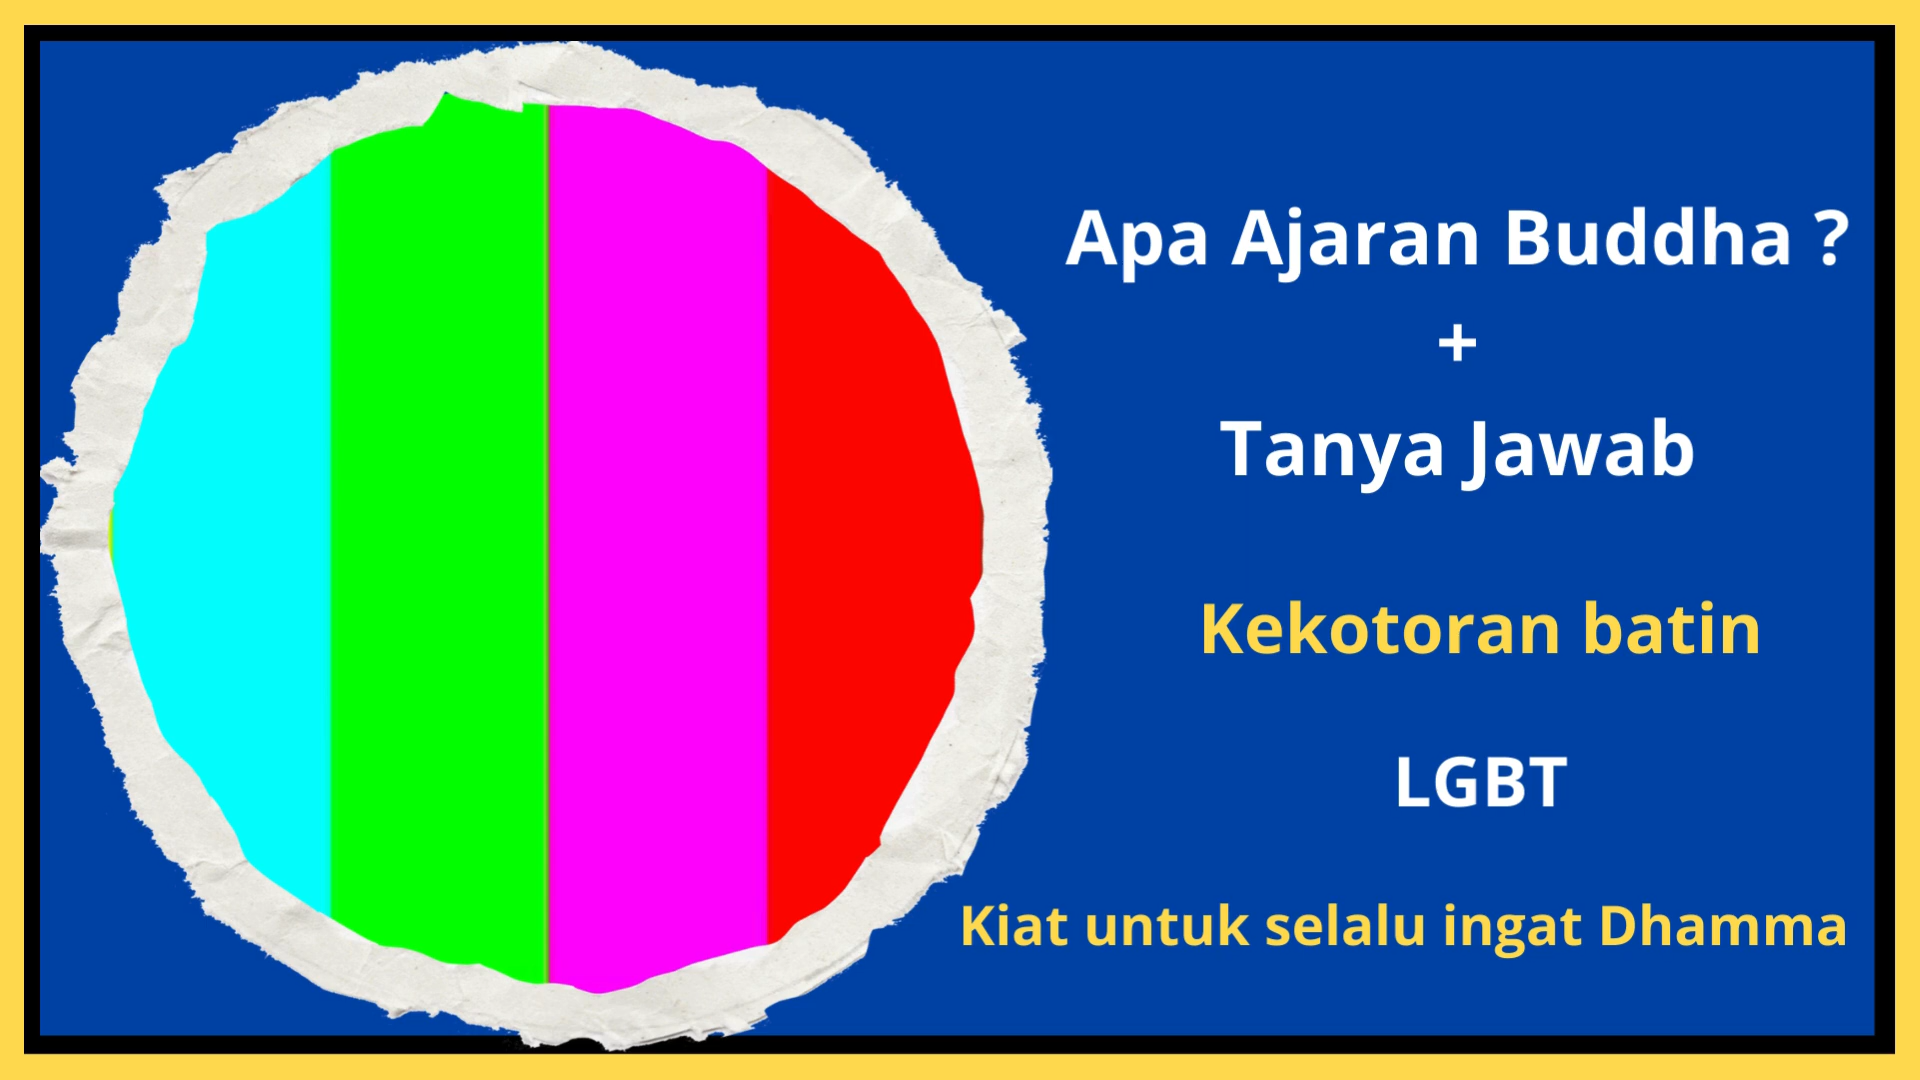 Apa Ajaran Buddha ?
+
Tanya Jawab
Kekotoran batin
LGBT
Kiat untuk selalu ingat Dhamma